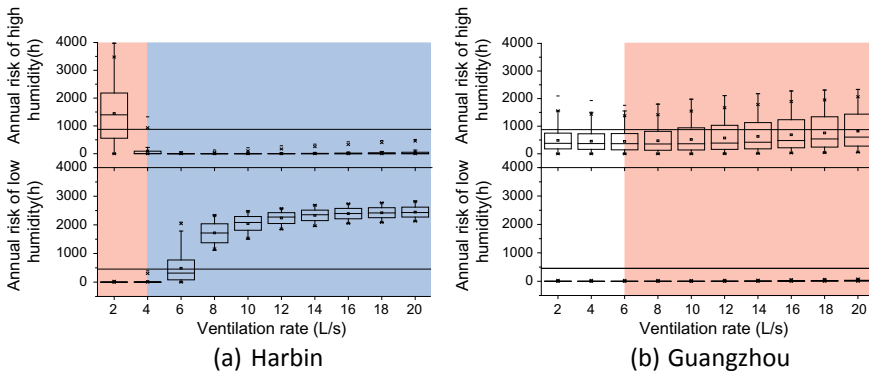 Annual risk of high
humidity(h)
4000
3000
2000
1000
0
Annual risk of low
humidity(h)
4000
3000
2000
1000
0
2 4 6 8 10 12 14 16 18 20
Ventilation rate (L/s)
(a) Harbin
Annual risk of high
humidity(h)
4000
3000
2000
1000
0
Annual risk of low
humidity(h)
4000
3000
2000
1000
0
2 4 6 8 10 12 14 16 18 20
Ventilation rate (L/s)
(b) Guangzhou